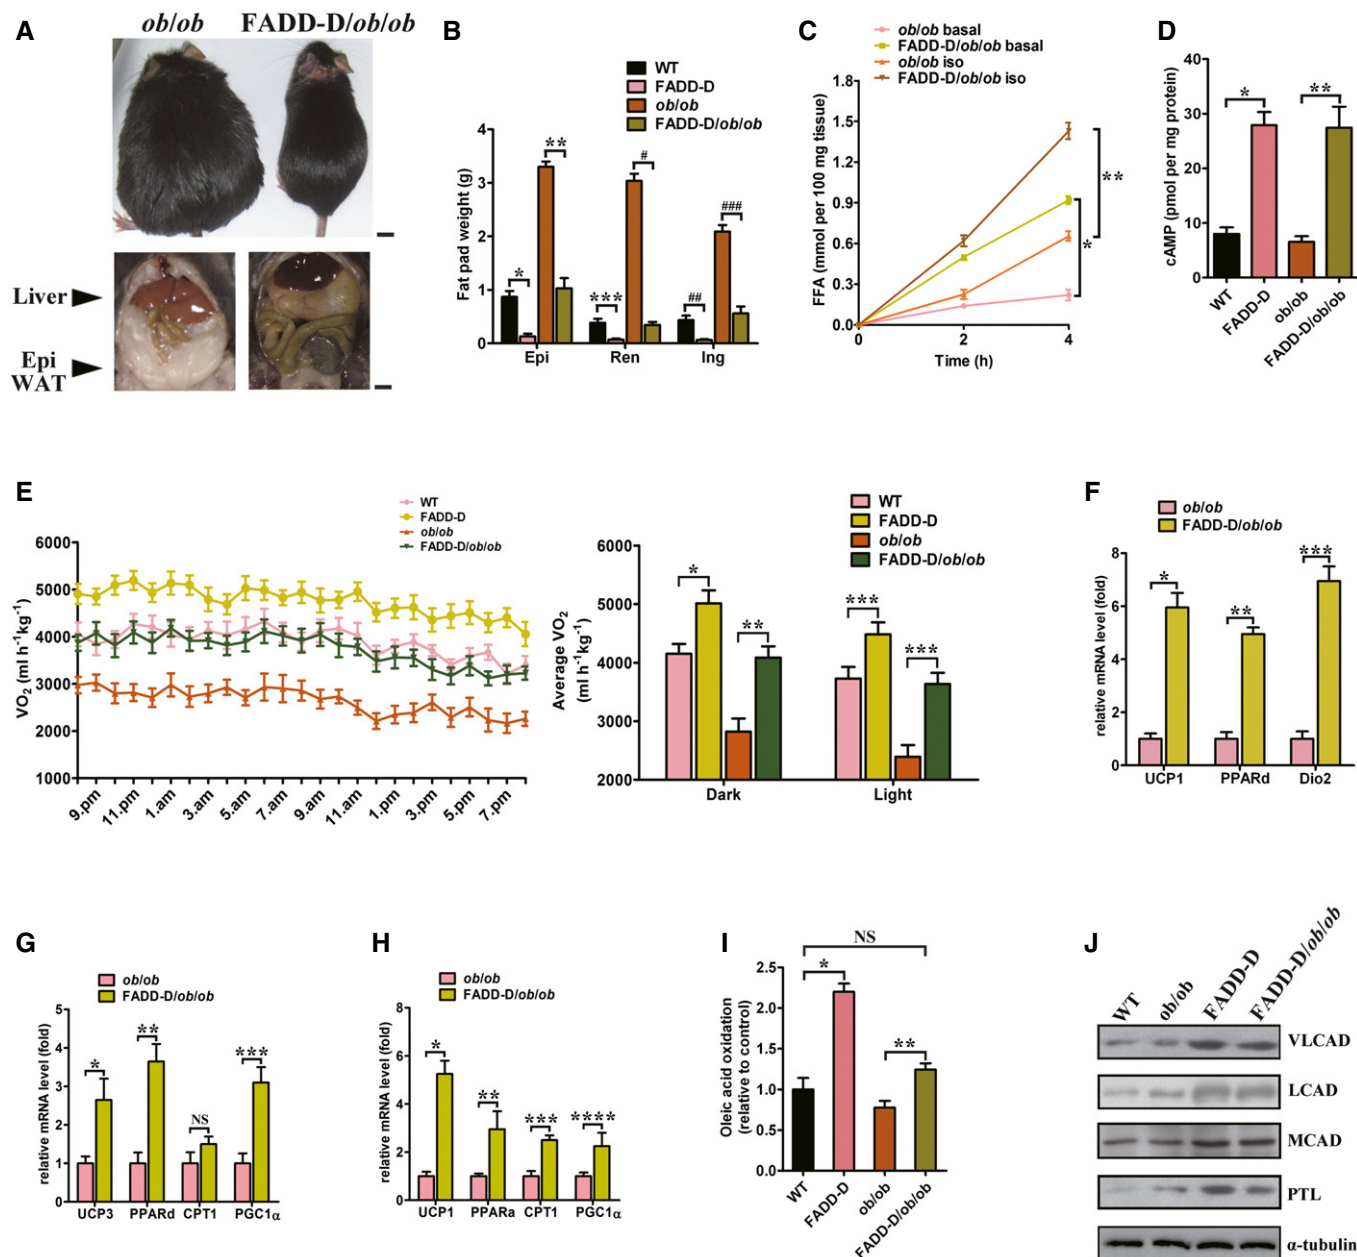 A
ob/ob
FADD-D/ob/ob
Liver
Epi
WAT
B
WT
FADD-D
ob/ob
FADD-D/ob/ob
Fat pad weight (g)
4
3
2
1
0
*
**
***
#
##
###
Epi
Ren
Ing
C
ob/ob basal
FADD-D/ob/ob basal
ob/ob iso
FADD-D/ob/ob iso
FFA (mmol per 100 mg tissue)
1.8
1.5
1.2
0.9
0.6
0.3
0.0
**
*
0
2
4
Time (h)
D
cAMP (pmol per mg protein)
40
30
20
10
0
*
**
WT
FADD-D
ob/ob
FADD-D/ob/ob
E
WT
FADD-D
ob/ob
FADD-D/ob/ob
VO2 (ml h-1kg-1)
6000
5000
4000
3000
2000
1000
9.pm
11.pm
1.am
3.am
5.am
7.am
9.am
11.am
1.pm
3.pm
5.pm
7.pm
WT
FADD-D
ob/ob
FADD-D/ob/ob
Average VO2
(ml h-1kg-1)
6000
5000
4000
3000
2000
*
**
***
***
Dark
Light
F
ob/ob
FADD-D/ob/ob
relative mRNA level (fold)
8
6
4
2
0
*
**
***
UCP1
PPARd
Dio2
G
ob/ob
FADD-D/ob/ob
relative mRNA level (fold)
5
4
3
2
1
0
*
**
NS
***
UCP3
PPARd
CPT1
PGC1α
H
ob/ob
FADD-D/ob/ob
relative mRNA level (fold)
8
6
4
2
0
*
**
***
****
UCP1
PPARa
CPT1
PGC1α
I
NS
Oleic acid oxidation
(relative to control)
2.5
2.0
1.5
1.0
0.5
0.0
*
**
WT
FADD-D
ob/ob
FADD-D/ob/ob
J
WT
ob/ob
FADD-D
FADD-D/ob/ob
VLCAD
LCAD
MCAD
PTL
α-tubulin